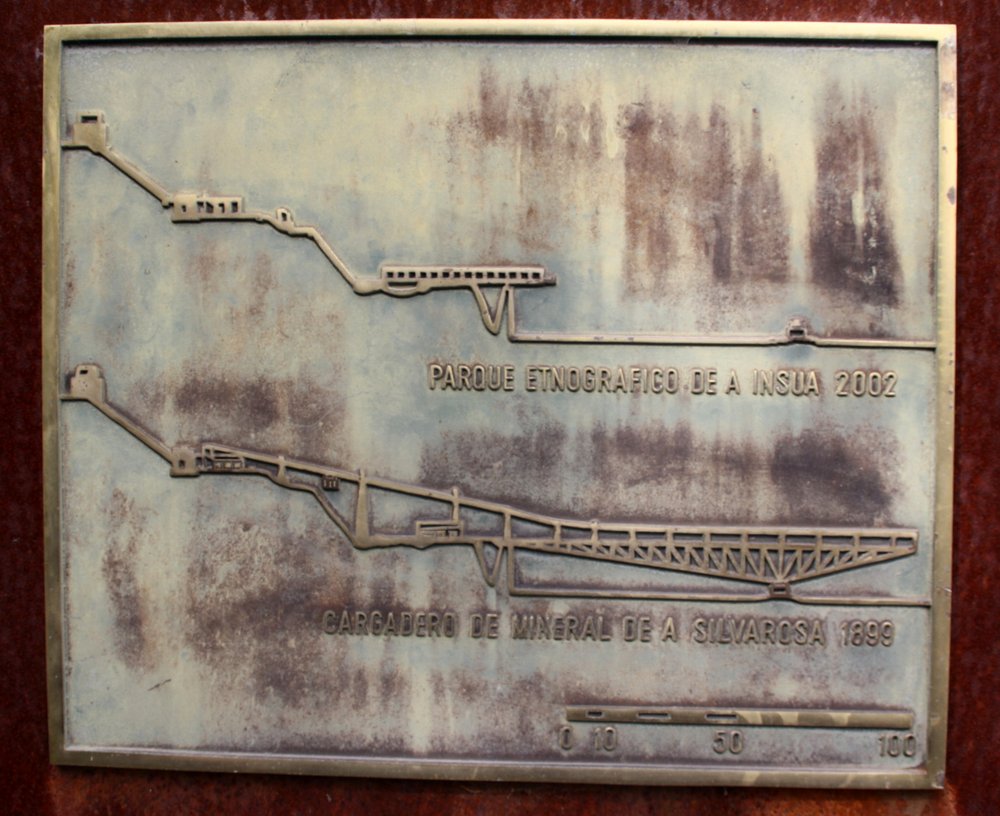 PARQUE ETNOGRAFICO DE A INSUA 2002
CARGADERO DE MINERAL DE A SILVAROSA 1899
0 10 50 100